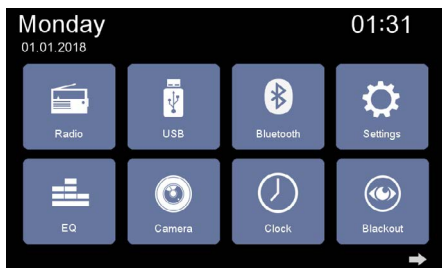 Monday
01:31
01.01.2018
Radio
USB
Bluetooth
Settings
EQ
Camera
Clock
Blackout